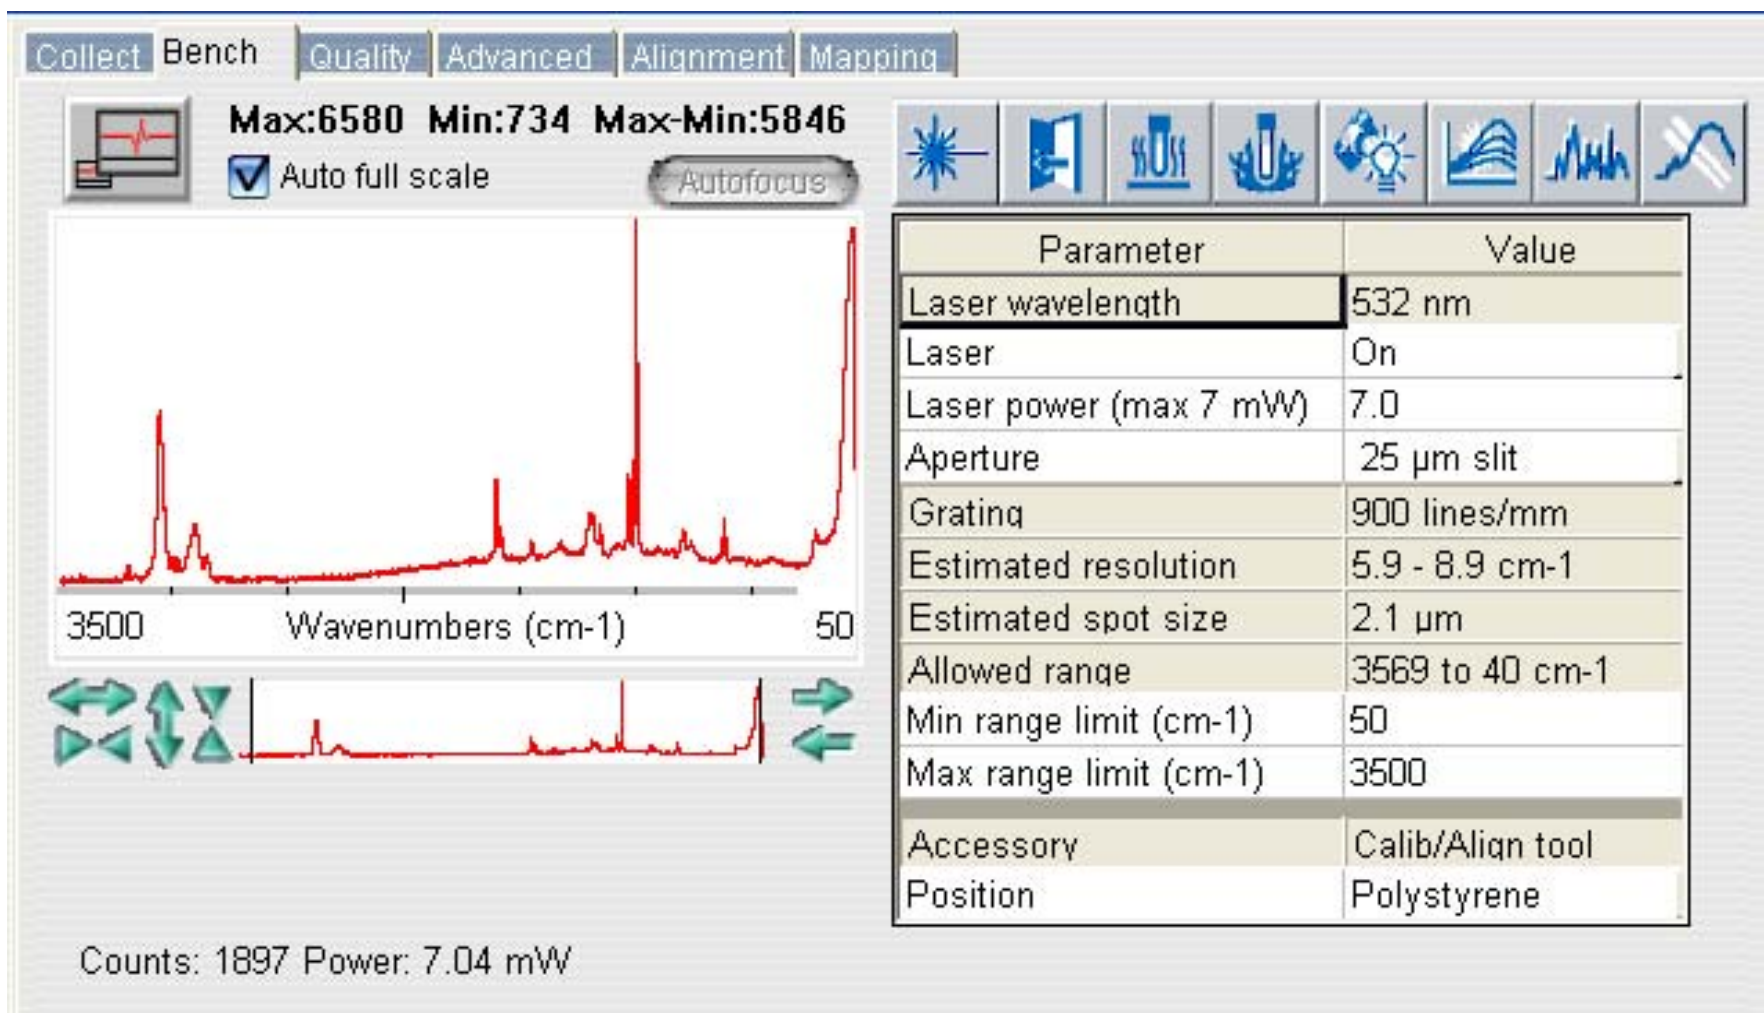 Collect Bench Quality Advanced Alignment Mapping
Max:6580 Min:734 Max-Min:5846
Auto full scale
Autofocus
3500 Wavenumbers (cm-1) 50
Parameter Value
Laser wavelength 532 nm
Laser On
Laser power (max 7 mW) 7.0
Aperture 25 µm slit
Grating 900 lines/mm
Estimated resolution 5.9 - 8.9 cm-1
Estimated spot size 2.1 µm
Allowed range 3569 to 40 cm-1
Min range limit (cm-1) 50
Max range limit (cm-1) 3500
Accessory Calib/Align tool
Position Polystyrene
Counts: 1897 Power: 7.04 mW